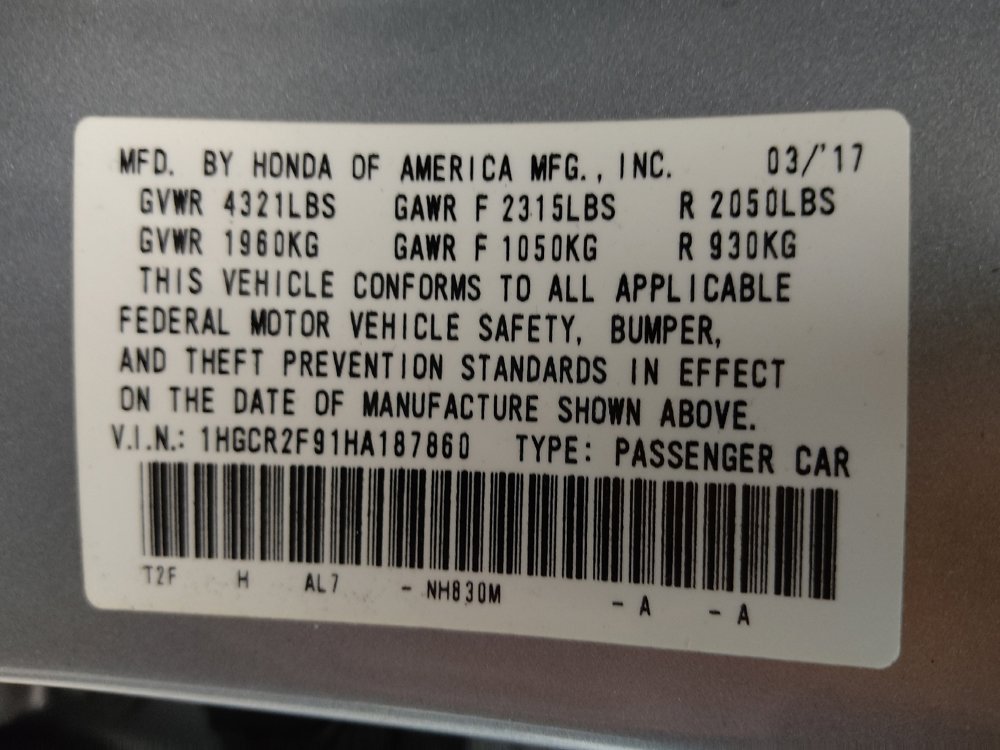 MFD. BY HONDA OF AMERICA MFG., INC. 03/'17
GVWR 4321LBS GAWR F 2315LBS R 2050LBS
GVWR 1960KG GAWR F 1050KG R 930KG
THIS VEHICLE CONFORMS TO ALL APPLICABLE
FEDERAL MOTOR VEHICLE SAFETY, BUMPER,
AND THEFT PREVENTION STANDARDS IN EFFECT
ON THE DATE OF MANUFACTURE SHOWN ABOVE.
V.I.N.: 1HGCR2F91HA187860 TYPE: PASSENGER CAR
T2F H AL7 - NH830M - A - A